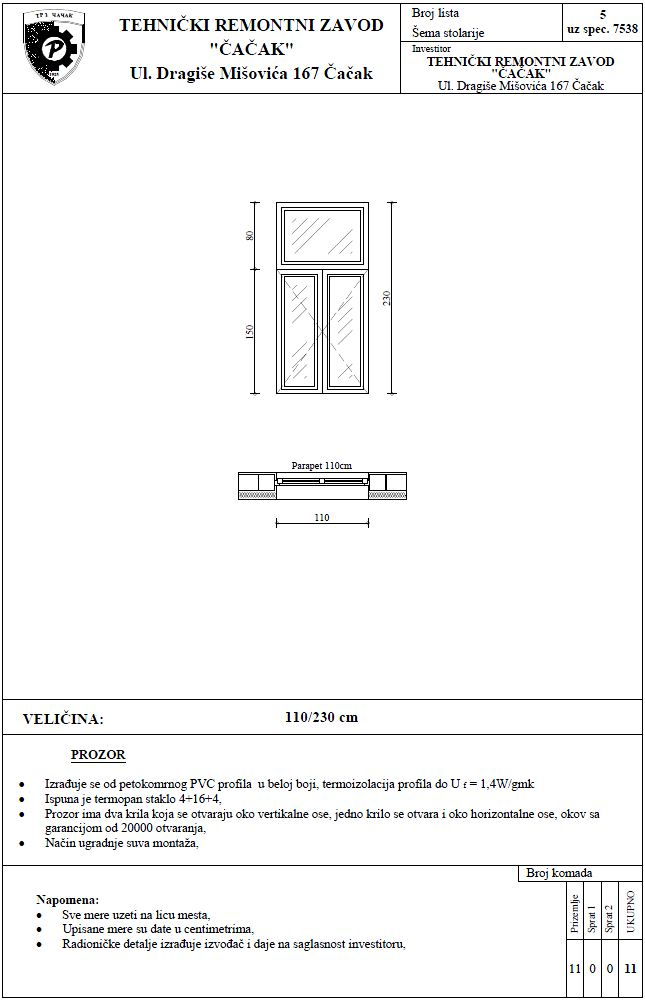 ТРЗ ЧАЧАК
TEHNIČKI REMONTNI ZAVOD
"ČAČAK"
Ul. Dragiše Mišovića 167 Čačak
Broj lista
5
Šema stolarije
uz spec. 7538
Investitor
TEHNIČKI REMONTNI ZAVOD
"ČAČAK"
Ul. Dragiše Mišovića 167 Čačak
80
150
230
Parapet 110cm
110
VELIČINA:
110/230 cm
PROZOR
• Izrađuje se od petokomrnog PVC profila u beloj boji, termoizolacija profila do U f = 1,4W/gmk
• Ispuna je termopan staklo 4+16+4,
• Prozor ima dva krila koja se otvaraju oko vertikalne ose, jedno krilo se otvara i oko horizontalne ose, okov sa
garancijom od 20000 otvaranja,
• Način ugradnje suva montaža,
Broj komada
Napomena:
• Sve mere uzeti na licu mesta,
• Upisane mere su date u centimetrima,
• Radioničke detalje izrađuje izvođač i daje na saglasnost investitoru,
Prizemlje
Sprat 1
Sprat 2
UKUPNO
11 0 0 11